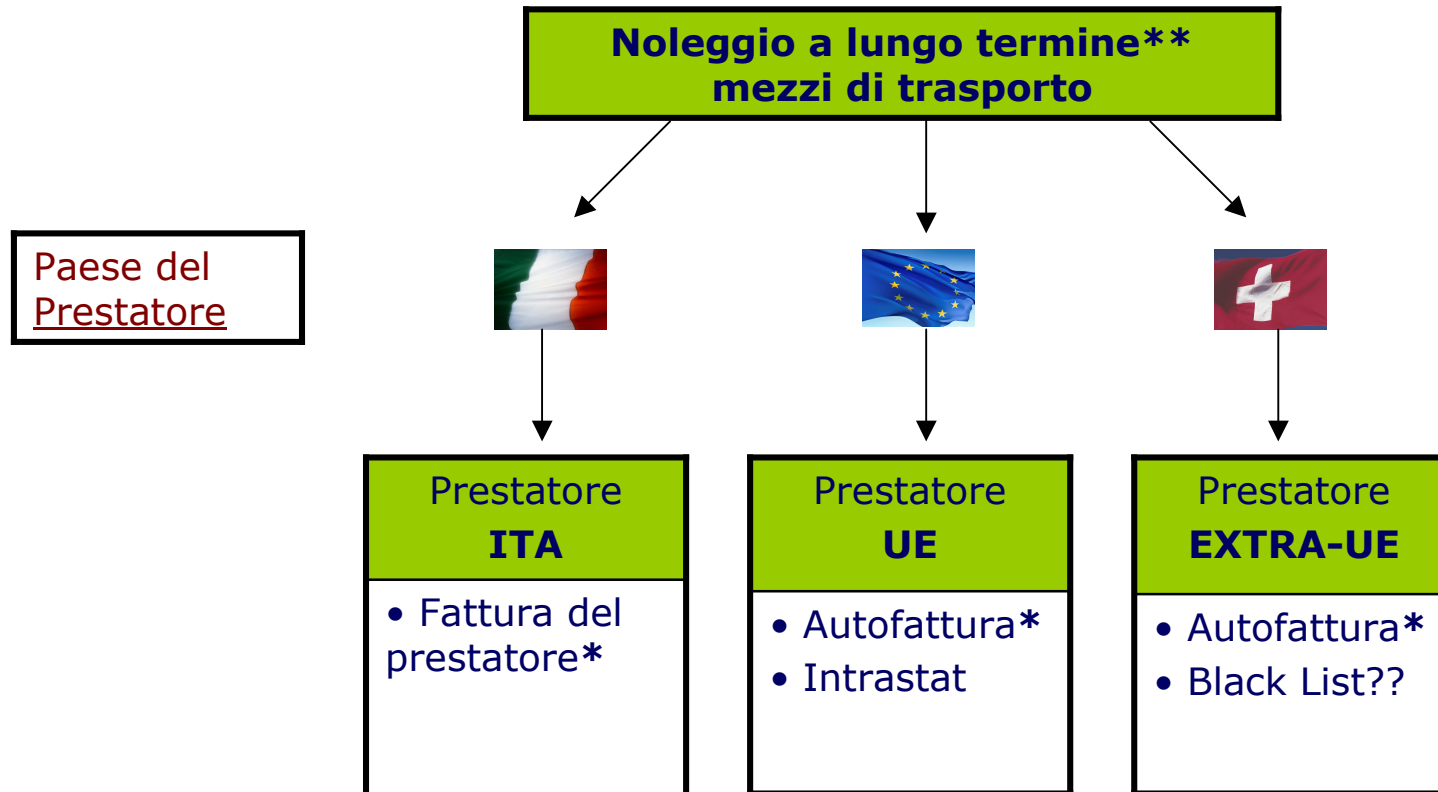 Noleggio a lungo termine**
mezzi di trasporto
Paese del
Prestatore
Prestatore
ITA
• Fattura del
prestatore*
Prestatore
UE
• Autofattura*
• Intrastat
Prestatore
EXTRA-UE
• Autofattura*
• Black List??